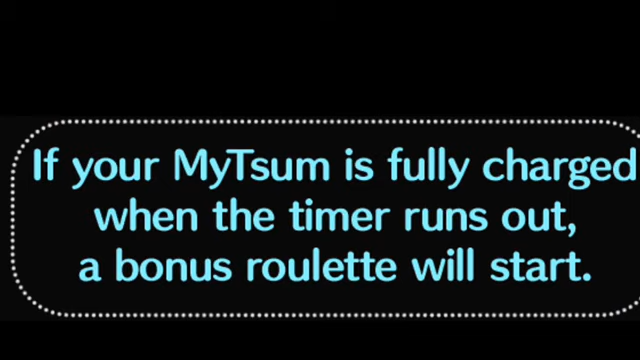 If your MyTsum is fully charged
when the timer runs out,
a bonus roulette will start.